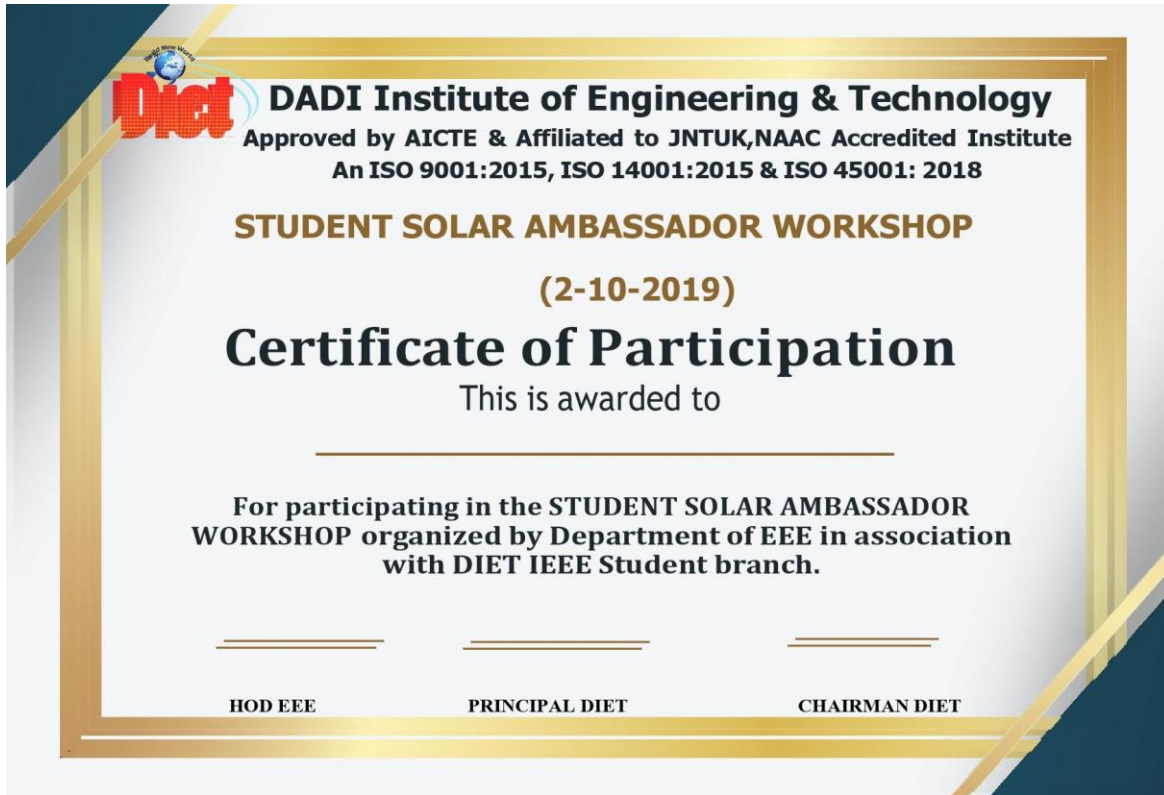 Towrd New World
Diet
DADI Institute of Engineering & Technology
Approved by AICTE & Affiliated to JNTUK,NAAC Accredited Institute
An ISO 9001:2015, ISO 14001:2015 & ISO 45001: 2018
STUDENT SOLAR AMBASSADOR WORKSHOP
(2-10-2019)
Certificate of Participation
This is awarded to
For participating in the STUDENT SOLAR AMBASSADOR
WORKSHOP organized by Department of EEE in association
with DIET IEEE Student branch.
HOD EEE PRINCIPAL DIET CHAIRMAN DIET